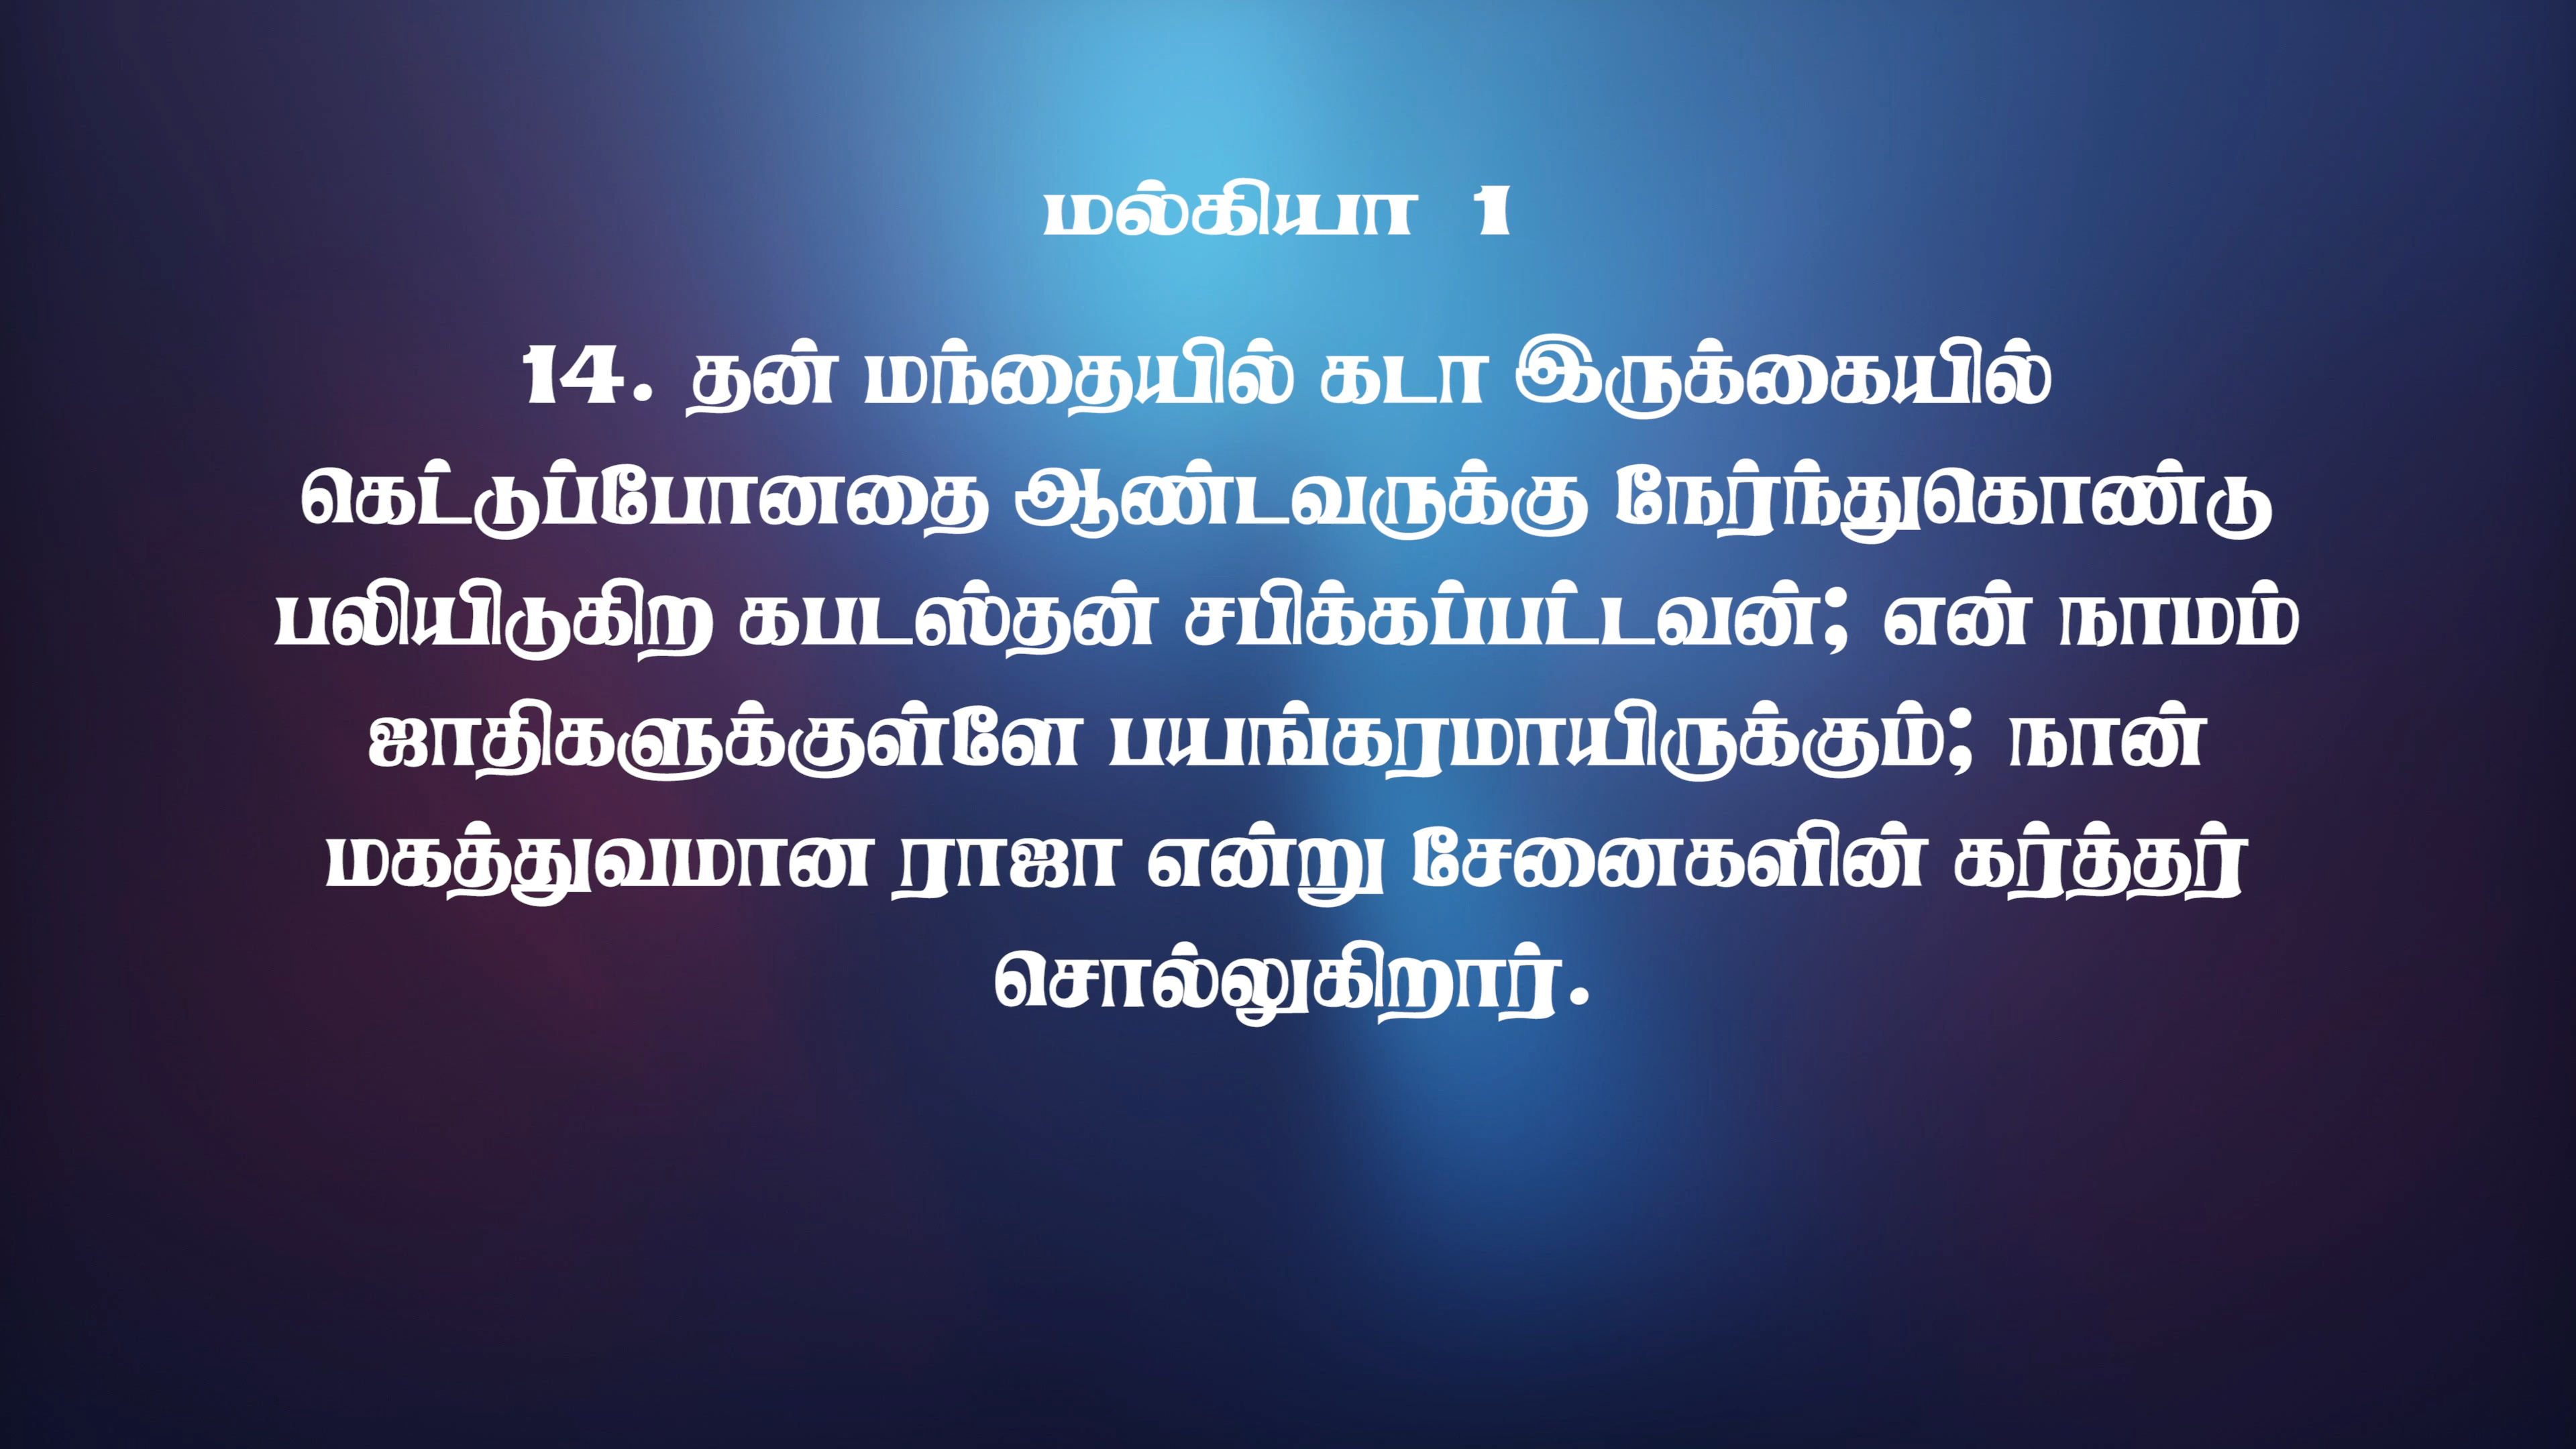 மல்கியா 1
14. தன் மந்தையில் கடா இருக்கையில்
கெட்டுப்போனதை ஆண்டவருக்கு நேர்ந்துகொண்டு
பலியிடுகிற கபடஸ்தன் சபிக்கப்பட்டவன்; என் நாமம்
ஜாதிகளுக்குள்ளே பயங்கரமாயிருக்கும்; நான்
மகத்துவமான ராஜா என்று சேனைகளின் கர்த்தர்
சொல்லுகிறார்.